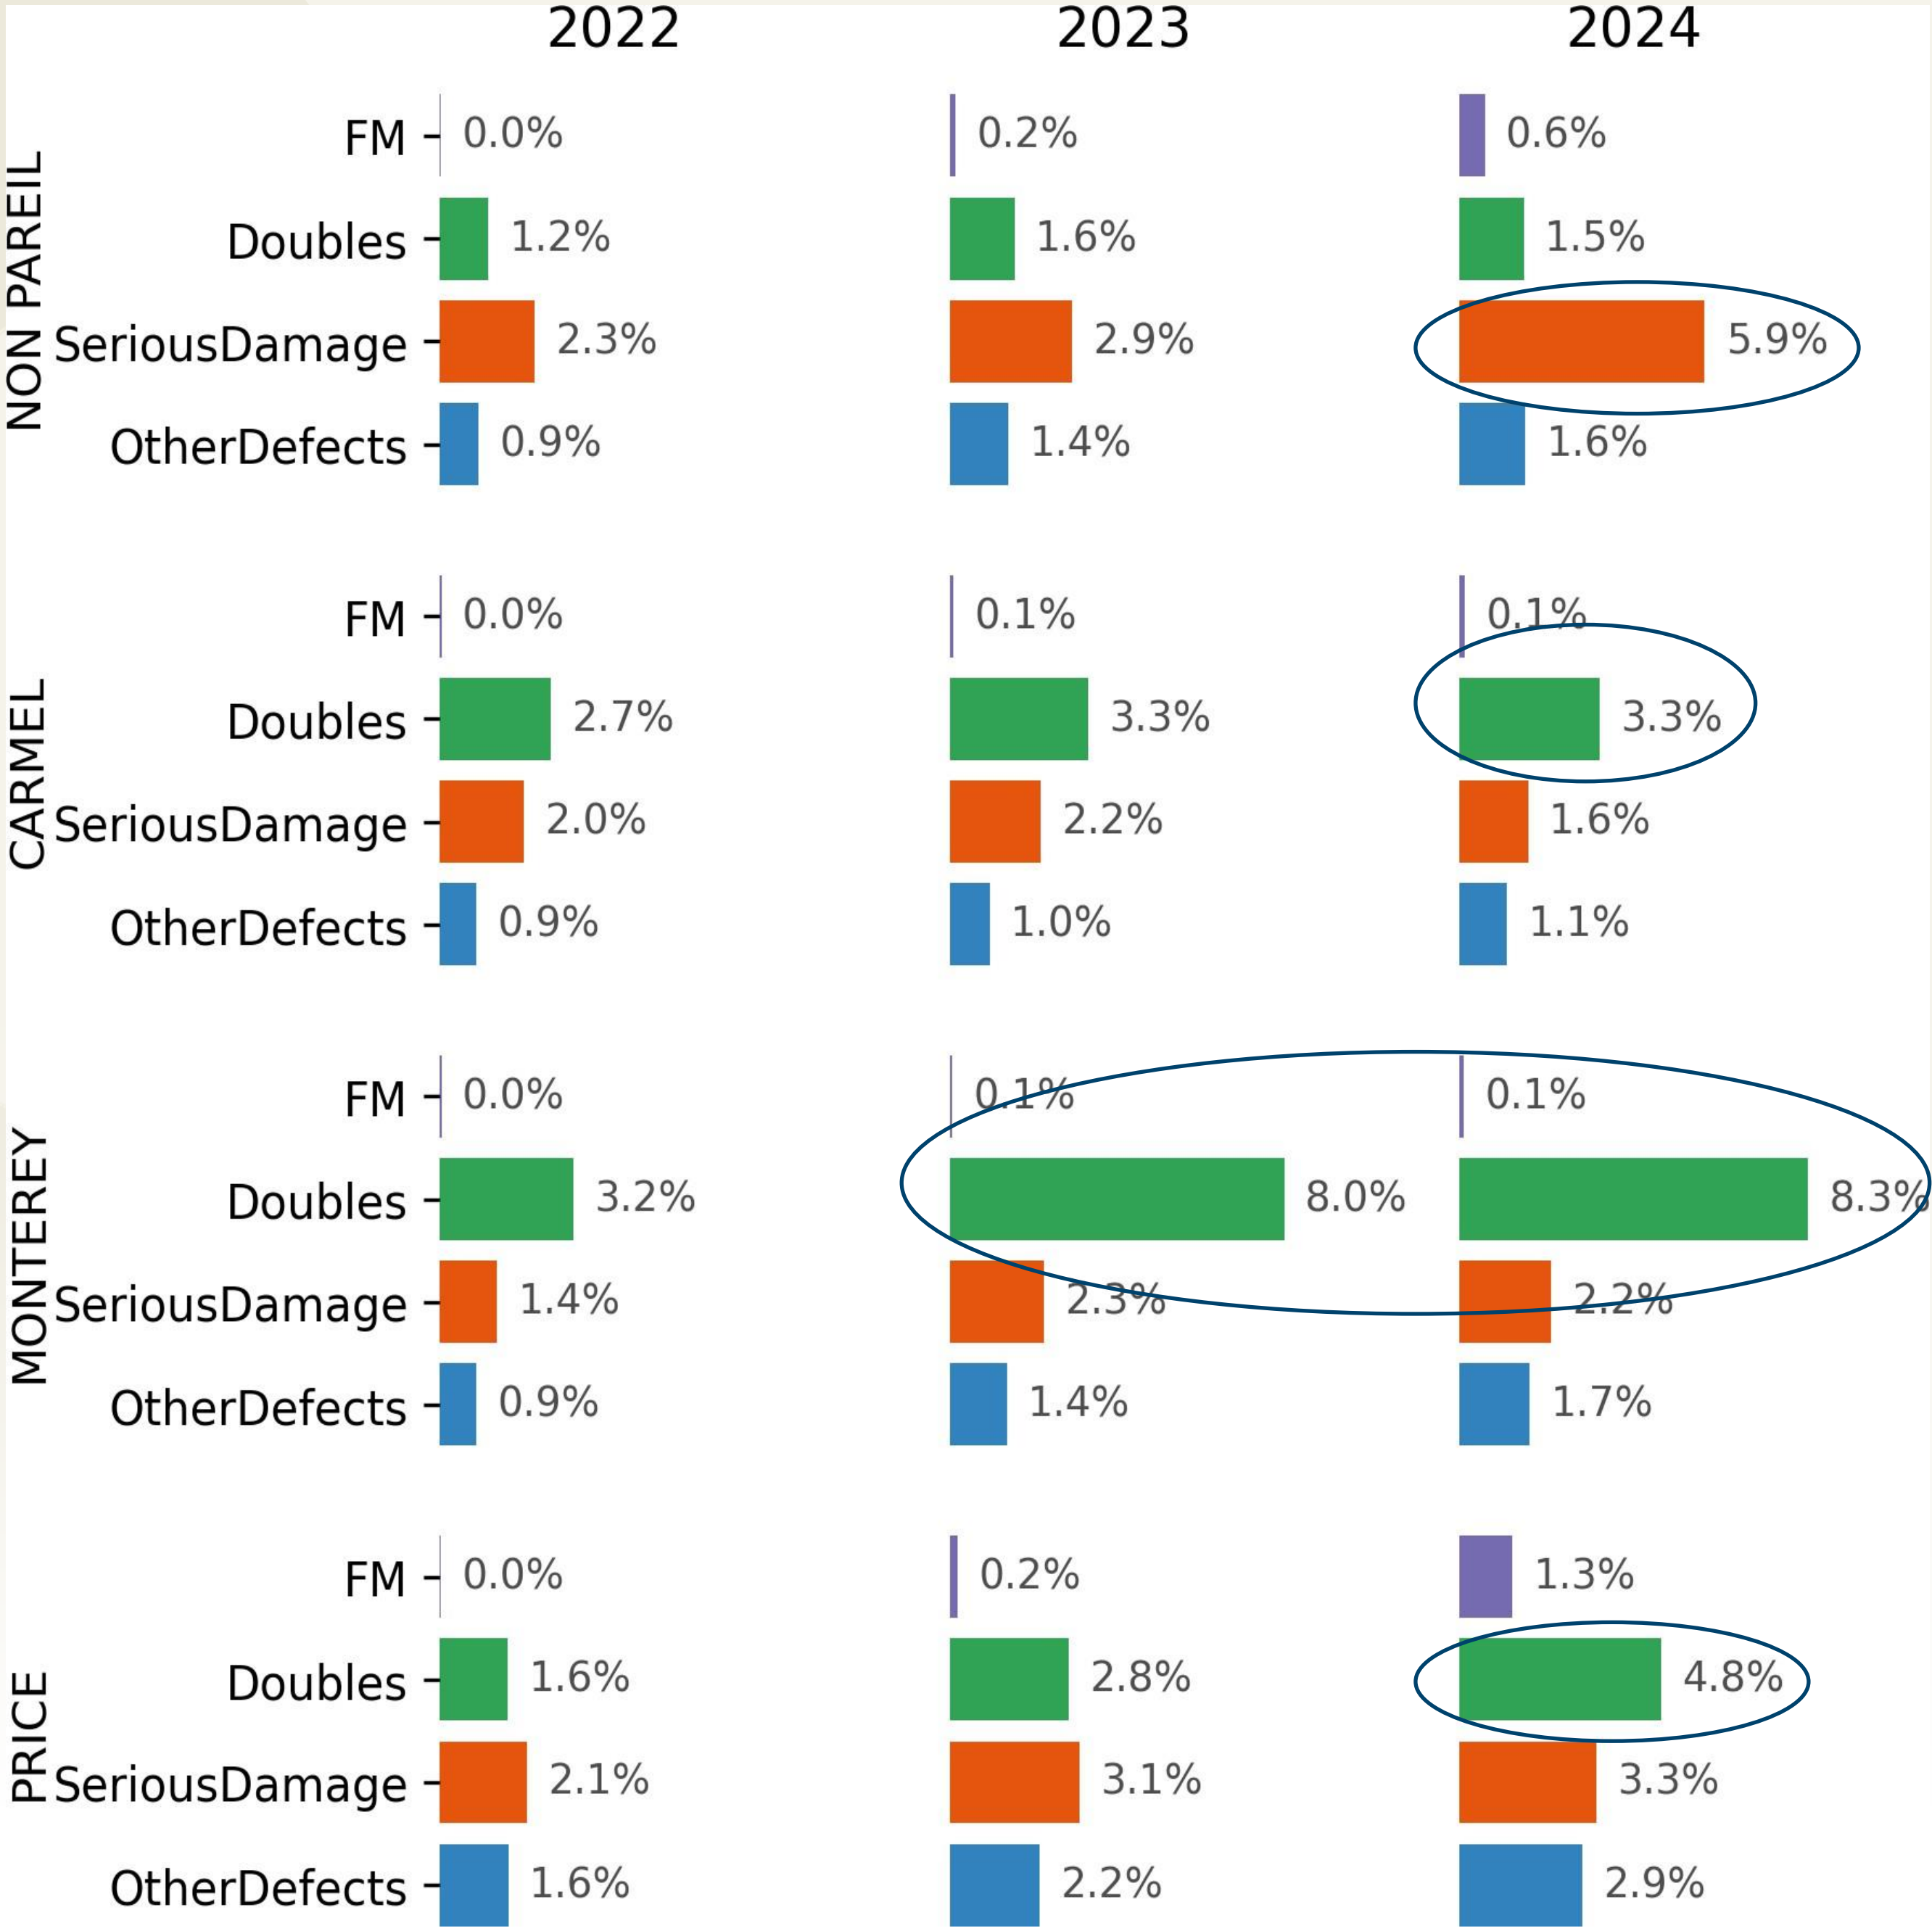 2022 2023 2024
NON PAREIL
FM 0.0% 0.2% 0.6%
Doubles 1.2% 1.6% 1.5%
SeriousDamage 2.3% 2.9% 5.9%
OtherDefects 0.9% 1.4% 1.6%
CARMEL
FM 0.0% 0.1% 0.1%
Doubles 2.7% 3.3% 3.3%
SeriousDamage 2.0% 2.2% 1.6%
OtherDefects 0.9% 1.0% 1.1%
MONTEREY
FM 0.0% 0.1% 0.1%
Doubles 3.2% 8.0% 8.3%
SeriousDamage 1.4% 2.3% 2.2%
OtherDefects 0.9% 1.4% 1.7%
PRICE
FM 0.0% 0.2% 1.3%
Doubles 1.6% 2.8% 4.8%
SeriousDamage 2.1% 3.1% 3.3%
OtherDefects 1.6% 2.2% 2.9%